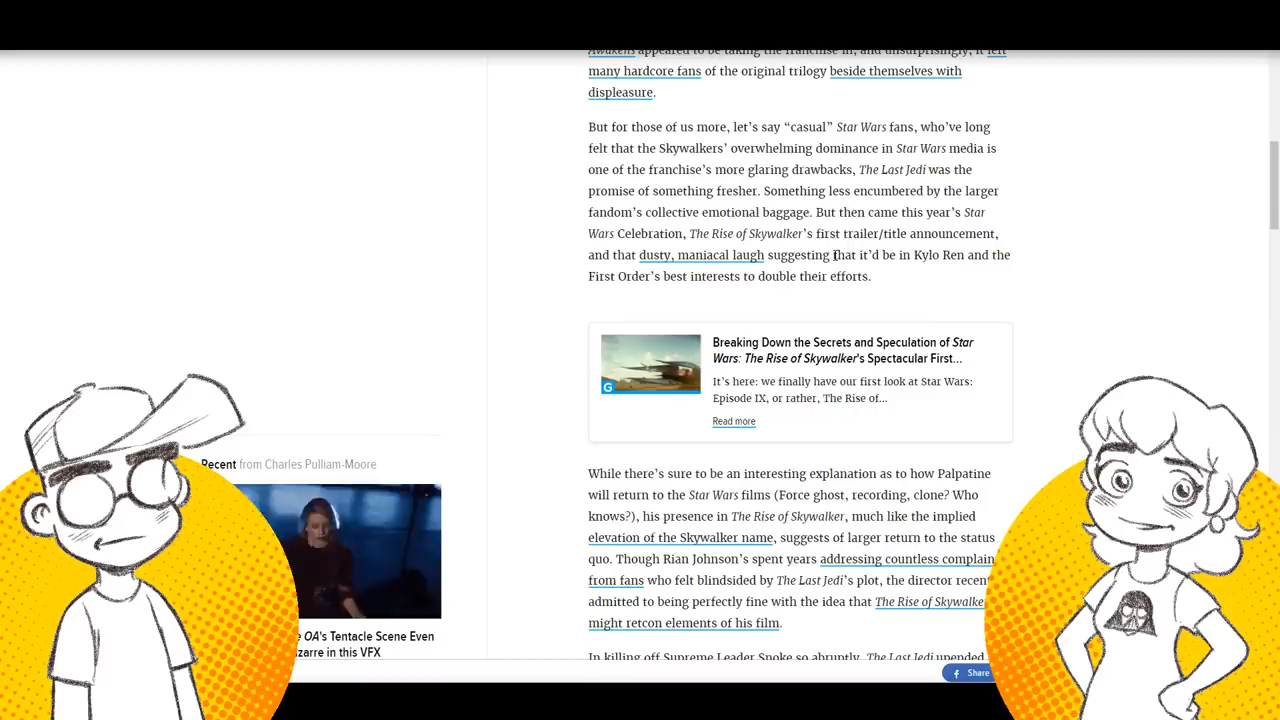 Awakens appeared to be taking the franchise in, and unsurprisingly, it left
many hardcore fans of the original trilogy beside themselves with
displeasure.
But for those of us more, let’s say “casual” Star Wars fans, who’ve long
felt that the Skywalkers’ overwhelming dominance in Star Wars media is
one of the franchise’s more glaring drawbacks, The Last Jedi was the
promise of something fresher. Something less encumbered by the larger
fandom’s collective emotional baggage. But then came this year’s Star
Wars Celebration, The Rise of Skywalker’s first trailer/title announcement,
and that dusty, maniacal laugh suggesting that it’d be in Kylo Ren and the
First Order’s best interests to double their efforts.
Breaking Down the Secrets and Speculation of Star
Wars: The Rise of Skywalker's Spectacular First...
It’s here: we finally have our first look at Star Wars:
Episode IX, or rather, The Rise of...
Read more
G
Recent from Charles Pulliam-Moore
OA's Tentacle Scene Even
in this VFX
While there’s sure to be an interesting explanation as to how Palpatine
will return to the Star Wars films (Force ghost, recording, clone? Who
knows?), his presence in The Rise of Skywalker, much like the implied
elevation of the Skywalker name, suggests of larger return to the status
quo. Though Rian Johnson’s spent years addressing countless complain
from fans who felt blindsided by The Last Jedi’s plot, the director recen
admitted to being perfectly fine with the idea that The Rise of Skywalke
might retcon elements of his film.
In killing off Supreme Leader Snoke so abruptly, The Last Jedi upended
Share